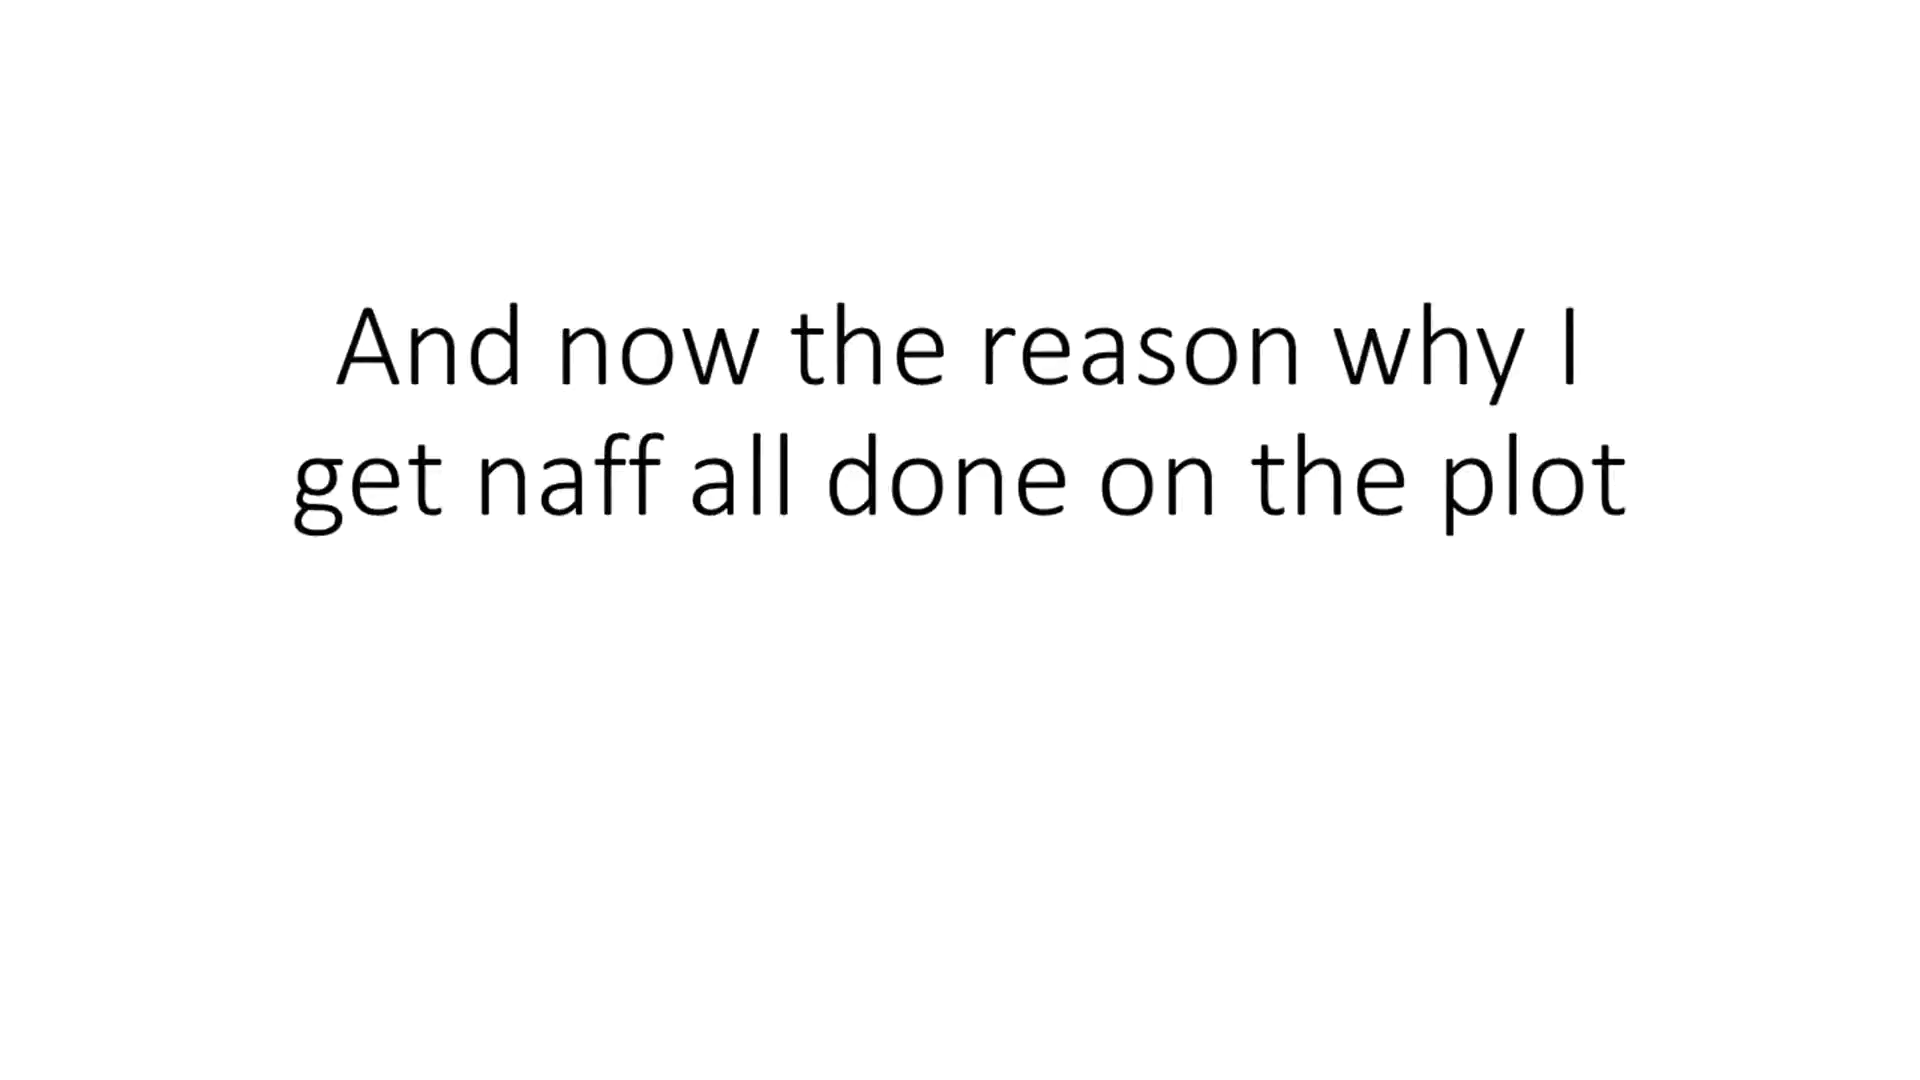 And now the reason why I
get naff all done on the plot